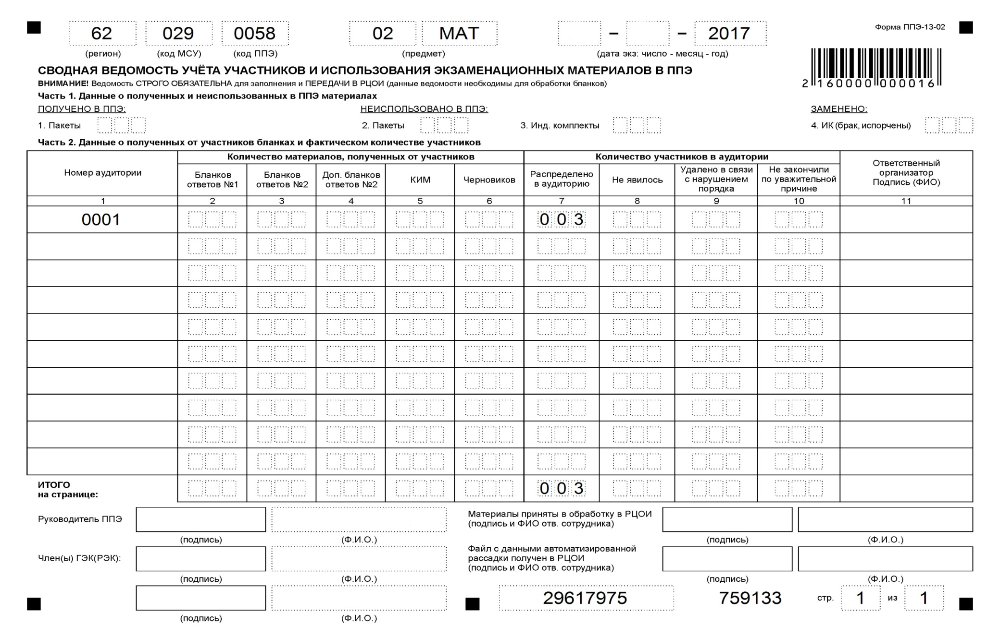 62 029 0058 02 МАТ – – 2017 Форма ППЭ-13-02
(регион) (код МСУ) (код ППЭ) (предмет) (дата экз: число - месяц - год)
СВОДНАЯ ВЕДОМОСТЬ УЧЁТА УЧАСТНИКОВ И ИСПОЛЬЗОВАНИЯ ЭКЗАМЕНАЦИОННЫХ МАТЕРИАЛОВ В ППЭ
ВНИМАНИЕ! Ведомость СТРОГО ОБЯЗАТЕЛЬНА для заполнения и ПЕРЕДАЧИ В РЦОИ (данные ведомости необходимы для обработки бланков)
2 160000 000016
Часть 1. Данные о полученных и неиспользованных в ППЭ материалах
ПОЛУЧЕНО В ППЭ: НЕИСПОЛЬЗОВАНО В ППЭ: ЗАМЕНЕНО:
1. Пакеты 2. Пакеты 3. Инд. комплекты 4. ИК (брак, испорчены)
Часть 2. Данные о полученных от участников бланках и фактическом количестве участников
Номер аудитории
Количество материалов, полученных от участников
Количество участников в аудитории
Ответственный
организатор
Подпись (ФИО)
Бланков
ответов №1
Бланков
ответов №2
Доп. бланков
ответов №2
КИМ
Черновиков
Распределено
в аудиторию
Не явилось
Удалено в связи
с нарушением
порядка
Не закончили
по уважительной
причине
1 2 3 4 5 6 7 8 9 10 11
0001 003
ИТОГО
на странице:
003
Руководитель ППЭ
(подпись) (Ф.И.О.)
Материалы приняты в обработку в РЦОИ
(подпись и ФИО отв. сотрудника)
(подпись) (Ф.И.О.)
Член(ы) ГЭК(РЭК):
(подпись) (Ф.И.О.)
Файл с данными автоматизированной
рассадки получен в РЦОИ
(подпись и ФИО отв. сотрудника)
(подпись) (Ф.И.О.)
(подпись) (Ф.И.О.)
29617975 759133 стр. 1 из 1